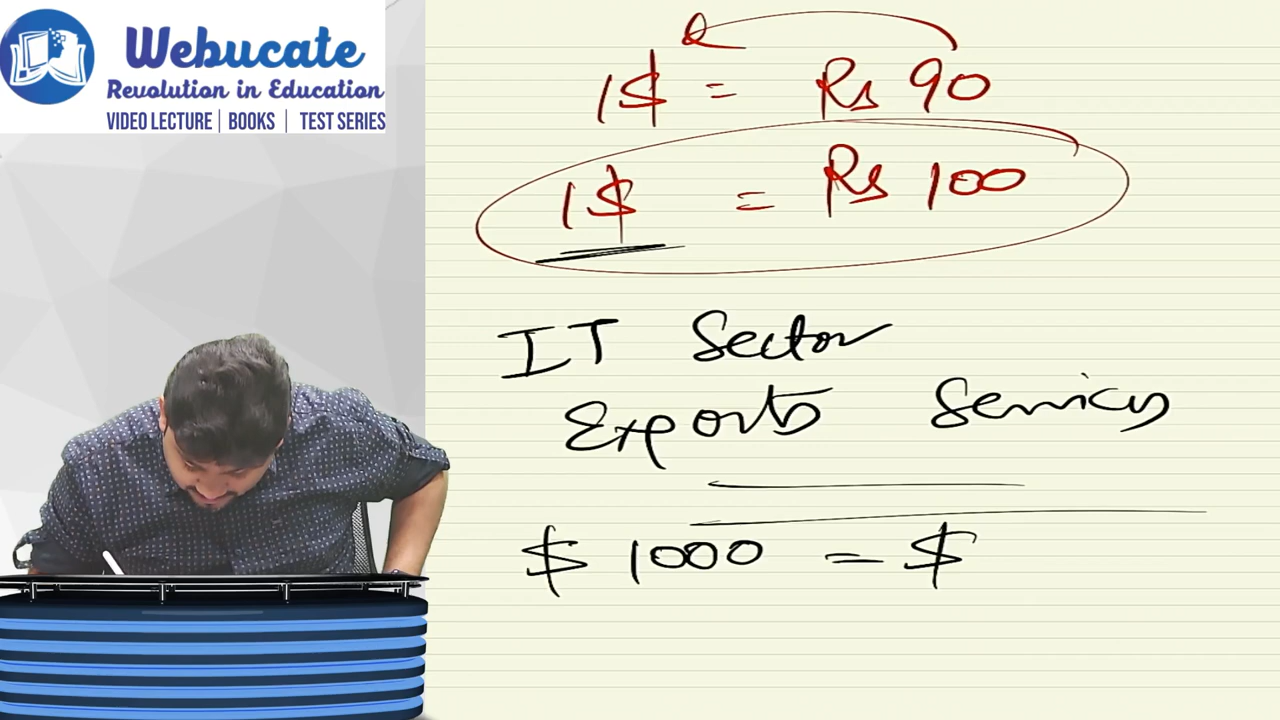 Webucate
Revolution in Education
VIDEO LECTURE | BOOKS | TEST SERIES
1$ = Rs 90
1$ = Rs 100
IT Sector
Exports Services
$ 1000 = $